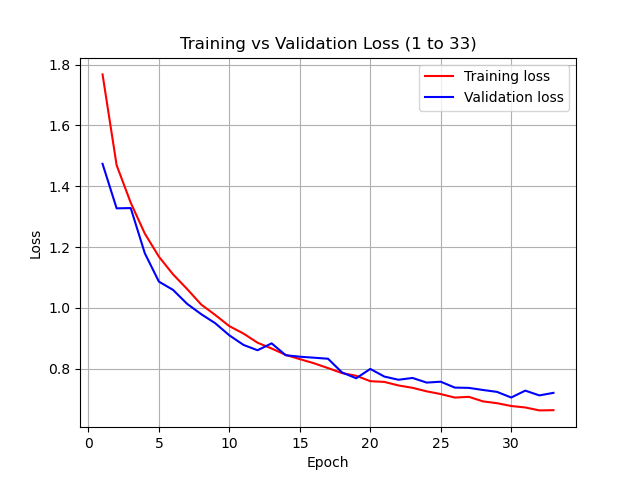 Training vs Validation Loss (1 to 33)
Training loss
Validation loss
Loss
1.8
1.6
1.4
1.2
1.0
0.8
0 5 10 15 20 25 30
Epoch